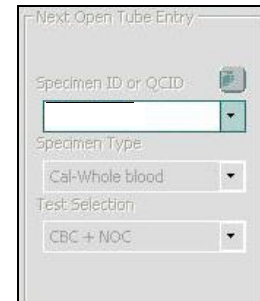 Next Open Tube Entry
Specimen ID or QCID
Specimen Type
Cal-Whole blood
Test Selection
CBC + NOC